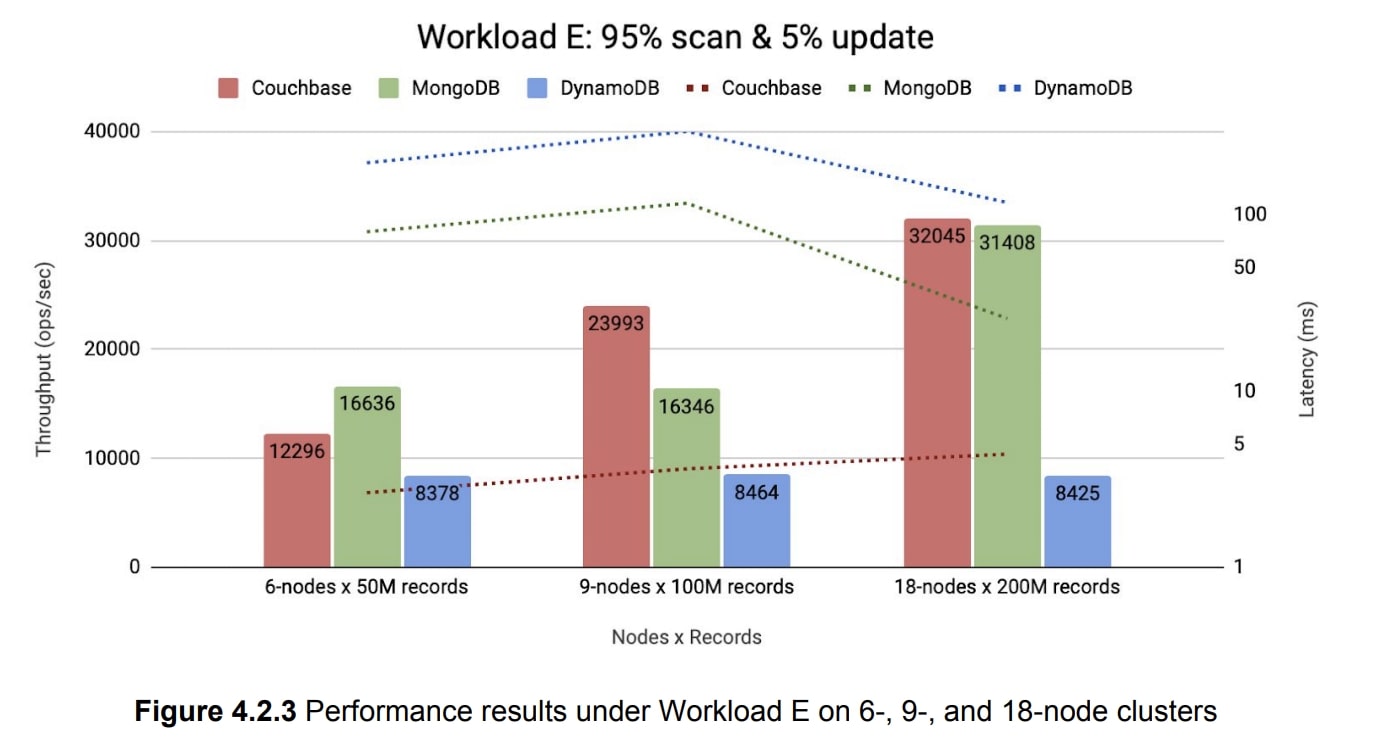 Workload E: 95% scan & 5% update
Couchbase MongoDB DynamoDB Couchbase MongoDB DynamoDB
Throughput (ops/sec)
40000
30000
20000
10000
0
12296
16636
8378
23993
16346
8464
32045
31408
8425
100
50
10
5
1
Latency (ms)
6-nodes x 50M records
9-nodes x 100M records
18-nodes x 200M records
Nodes x Records
Figure 4.2.3 Performance results under Workload E on 6-, 9-, and 18-node clusters